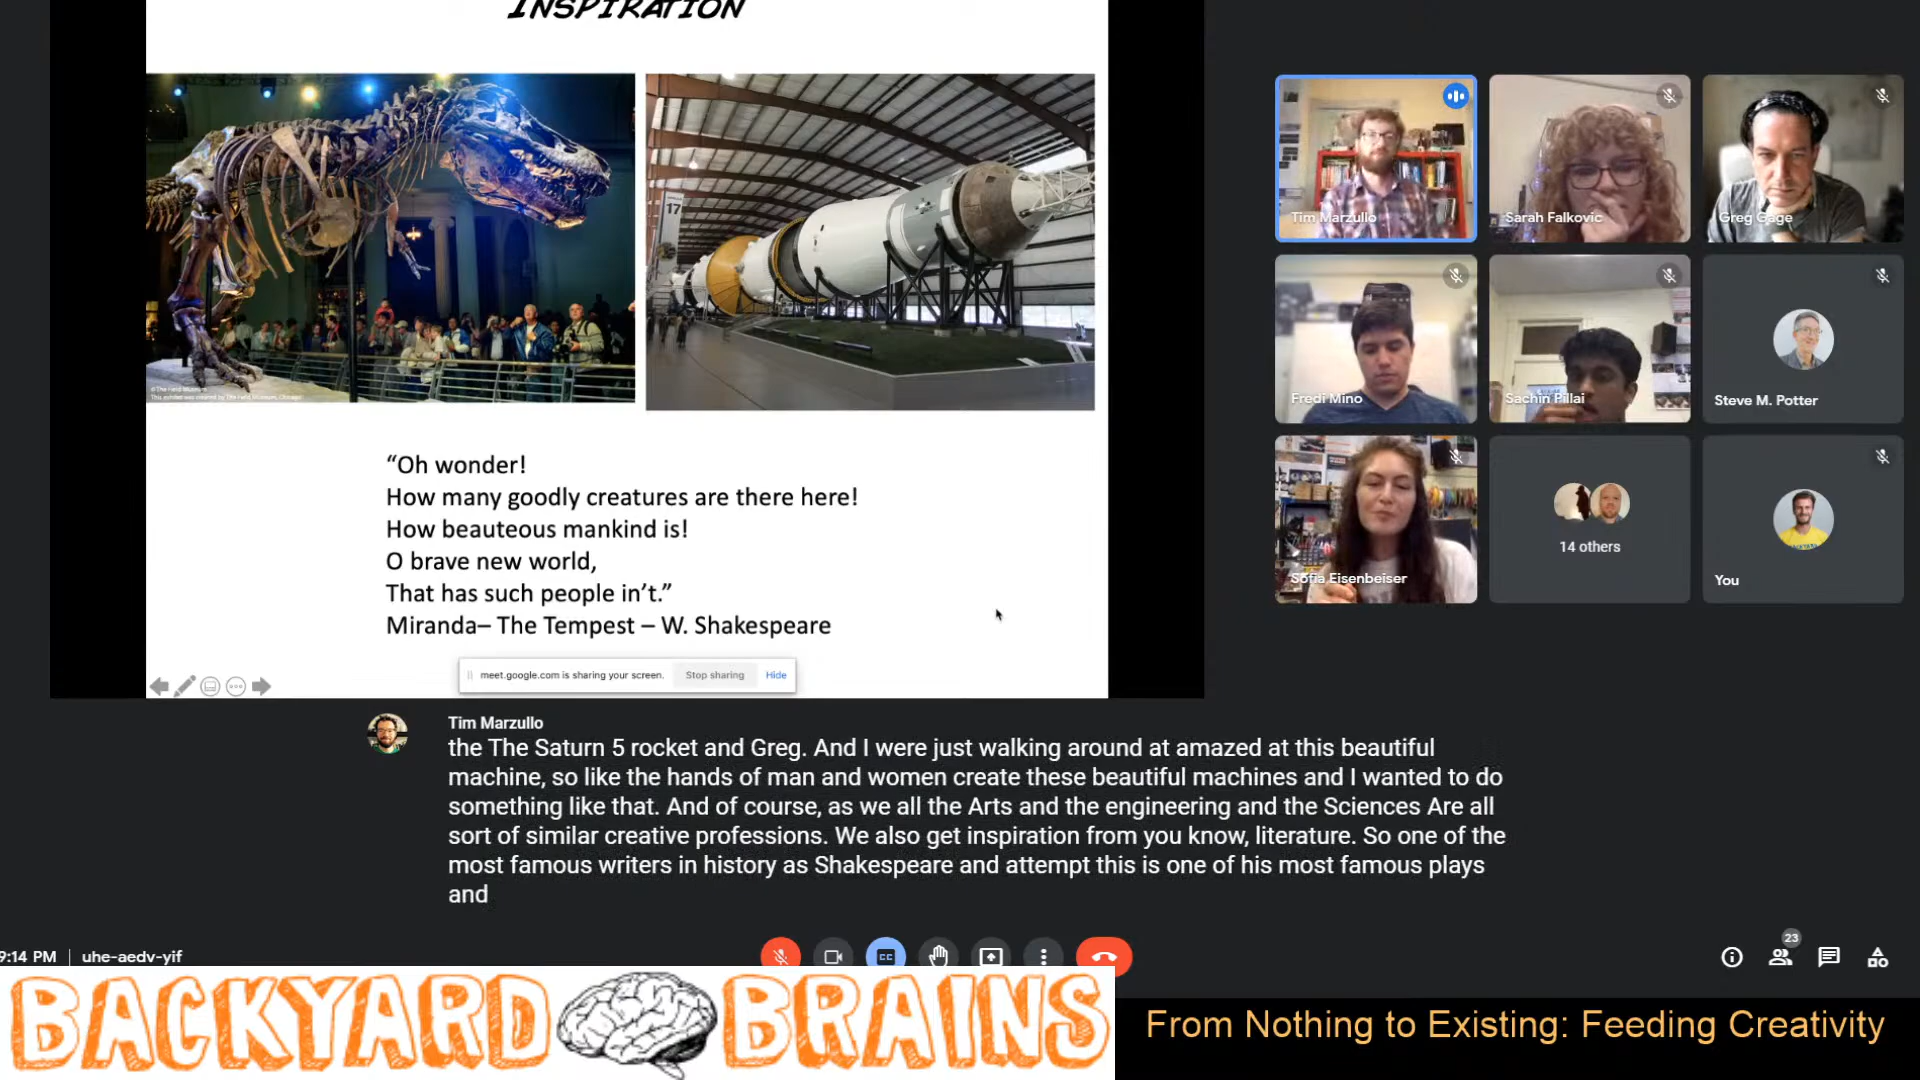 INSPIRATION
17
"Oh wonder!
How many goodly creatures are there here!
How beauteous mankind is!
O brave new world,
That has such people in't."
Miranda– The Tempest – W. Shakespeare
meet.google.com is sharing your screen.
Stop sharing
Hide
Tim Marzullo
Sarah Falkovic
Greg Gage
Fredi Mino
Sachin Pillai
Steve M. Potter
Sofia Eisenbeiser
14 others
You
Tim Marzullo
the The Saturn 5 rocket and Greg. And I were just walking around at amazed at this beautiful
machine, so like the hands of man and women create these beautiful machines and I wanted to do
something like that. And of course, as we all the Arts and the engineering and the Sciences Are all
sort of similar creative professions. We also get inspiration from you know, literature. So one of the
most famous writers in history as Shakespeare and attempt this is one of his most famous plays
and
9:14 PM | uhe-aedv-yif
CC
23
BACKYARD BRAINS
From Nothing to Existing: Feeding Creativity